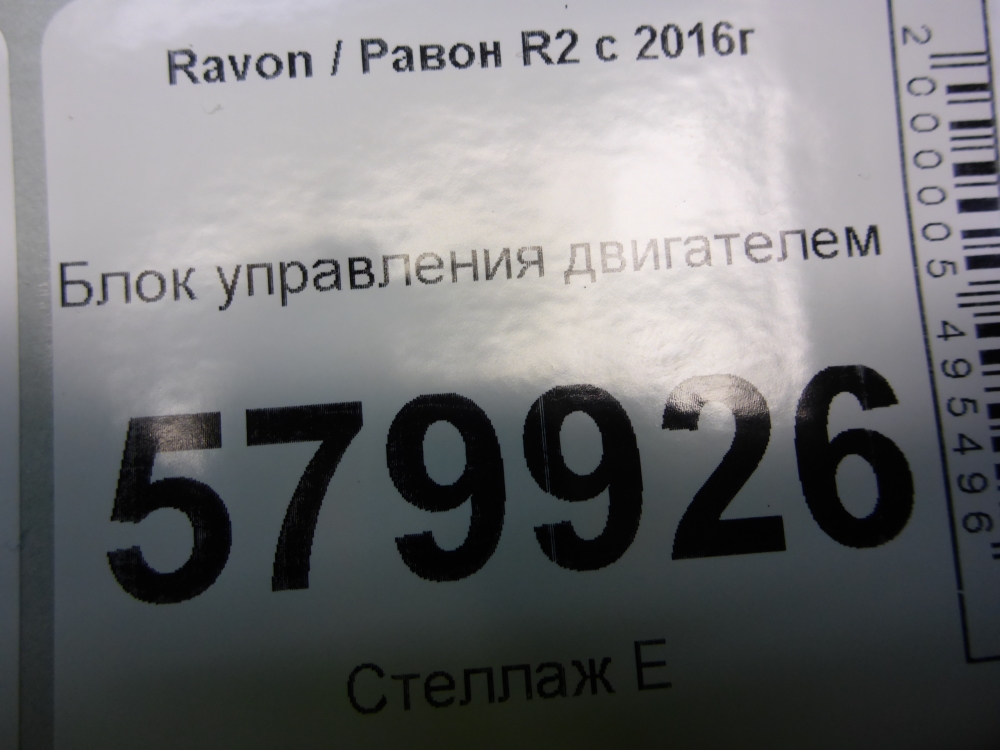 Ravon / Равон R2 с 2016г
Блок управления двигателем
579926
Стеллаж Е
2000005495496